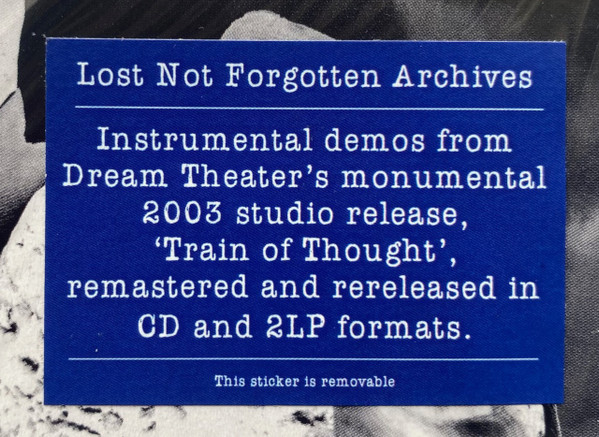 Lost Not Forgotten Archives
Instrumental demos from
Dream Theater’s monumental
2003 studio release,
‘Train of Thought’,
remastered and rereleased in
CD and 2LP formats.
This sticker is removable